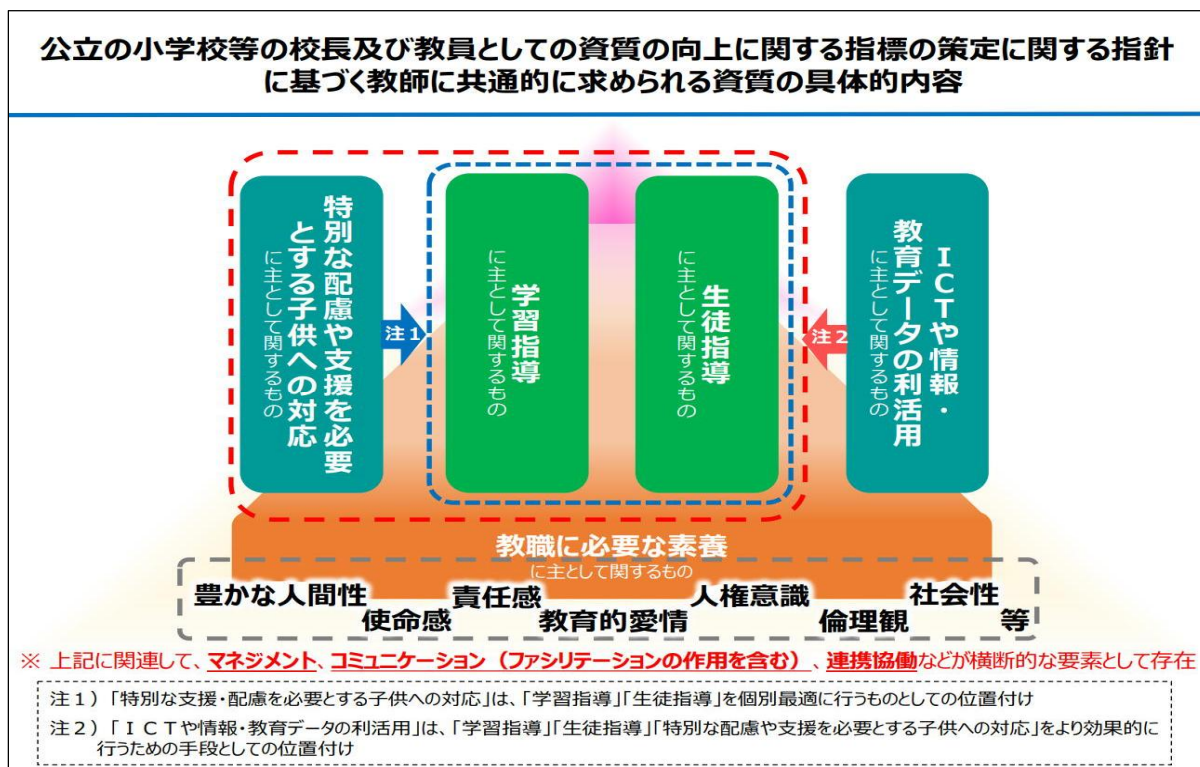 公立の小学校等の校長及び教員としての資質の向上に関する指標の策定に関する指針
に基づく教師に共通的に求められる資質の具体的内容
特別な配慮や支援を必要
とする子供への対応
に主として関するもの
注1
学習指導
に主として関するもの
生徒指導
に主として関するもの
注2
ＩＣＴや情報・
教育データの利活用
に主として関するもの
教職に必要な素養
に主として関するもの
豊かな人間性
使命感
責任感
教育的愛情
人権意識
倫理観
社会性
等
※ 上記に関連して、マネジメント、コミュニケーション（ファシリテーションの作用を含む）、連携協働などが横断的な要素として存在
注１）「特別な支援・配慮を必要とする子供への対応」は、「学習指導」「生徒指導」を個別最適に行うものとしての位置付け
注２）「ＩＣＴや情報・教育データの利活用」は、「学習指導」「生徒指導」「特別な配慮や支援を必要とする子供への対応」をより効果的に
行うための手段としての位置付け